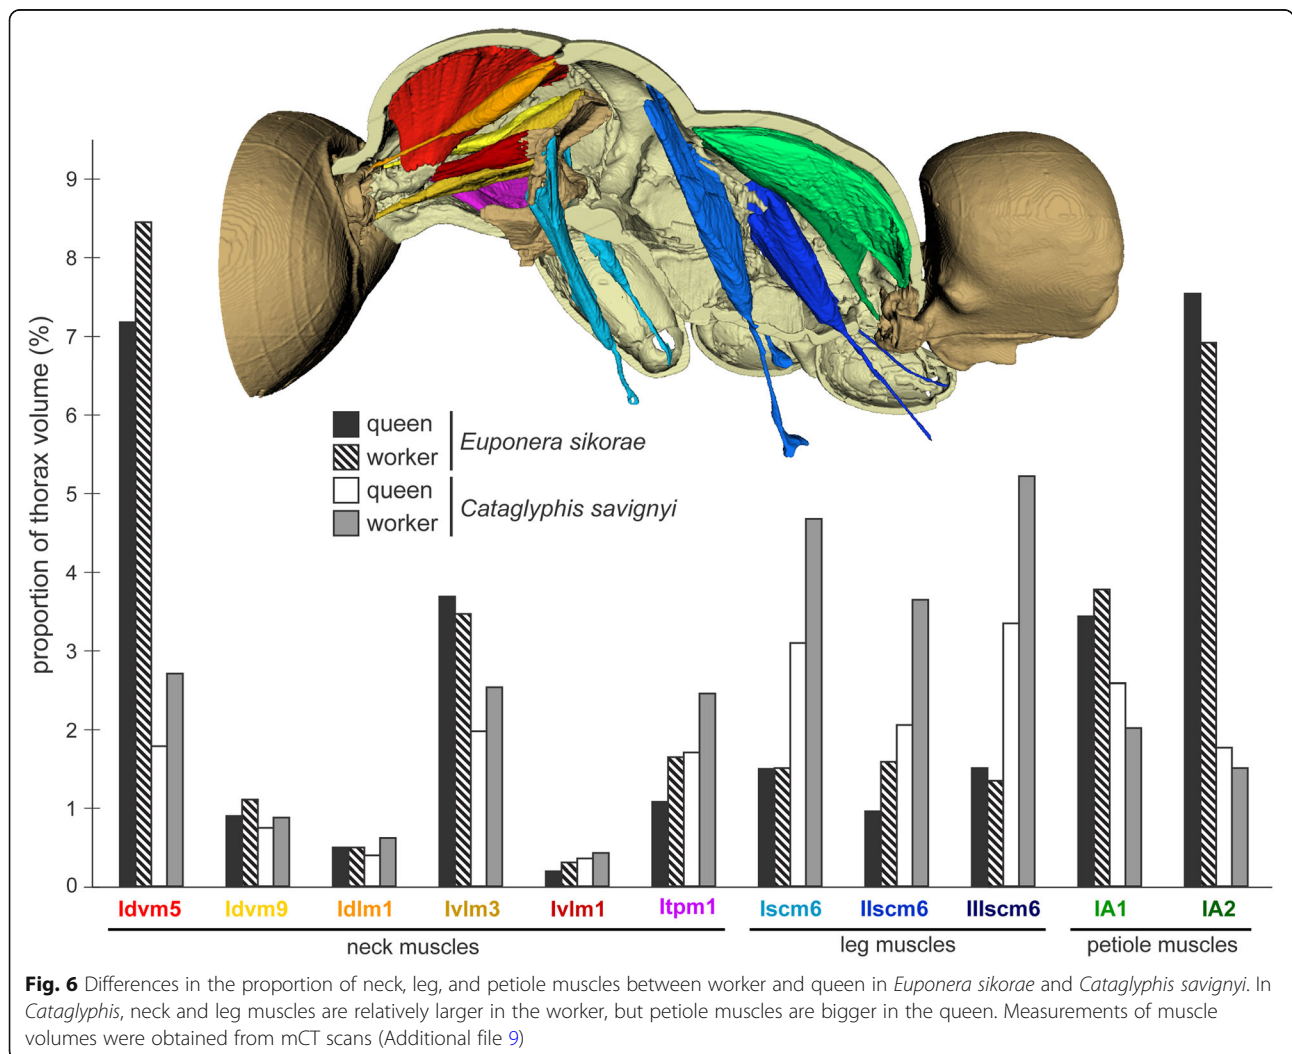 proportion of thorax volume (%)
9
8
7
6
5
4
3
2
1
0
queen
worker
Euponera sikorae
queen
worker
Cataglyphis savignyi
Idvm5 Idvm9 Idlm1 Ivlm3 Ivlm1 Itpm1 Iscm6 IIscm6 IIIscm6 IA1 IA2
neck muscles leg muscles petiole muscles
Fig. 6 Differences in the proportion of neck, leg, and petiole muscles between worker and queen in Euponera sikorae and Cataglyphis savignyi. In
Cataglyphis, neck and leg muscles are relatively larger in the worker, but petiole muscles are bigger in the queen. Measurements of muscle
volumes were obtained from mCT scans (Additional file 9)